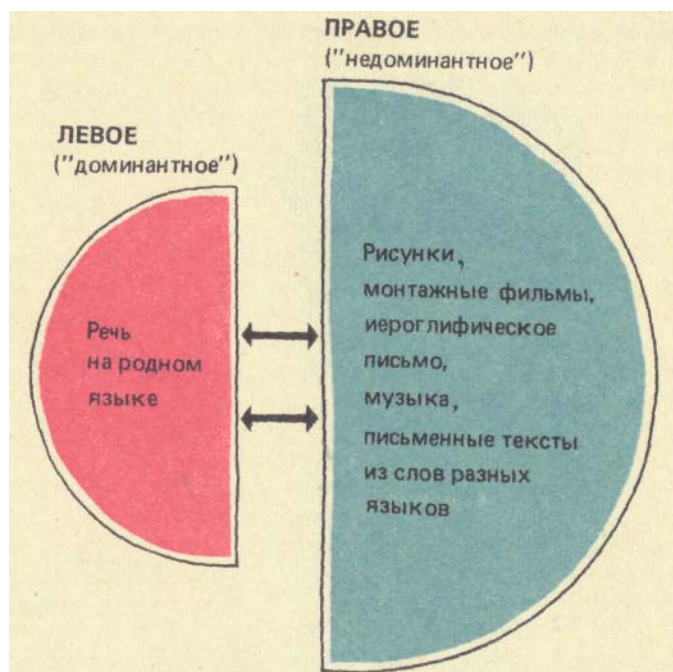 ПРАВОЕ
("недоминантное")
ЛЕВОЕ
("доминантное")
Речь
на родном
языке
Рисунки,
монтажные фильмы,
иероглифическое
письмо,
музыка,
письменные тексты
из слов разных
языков